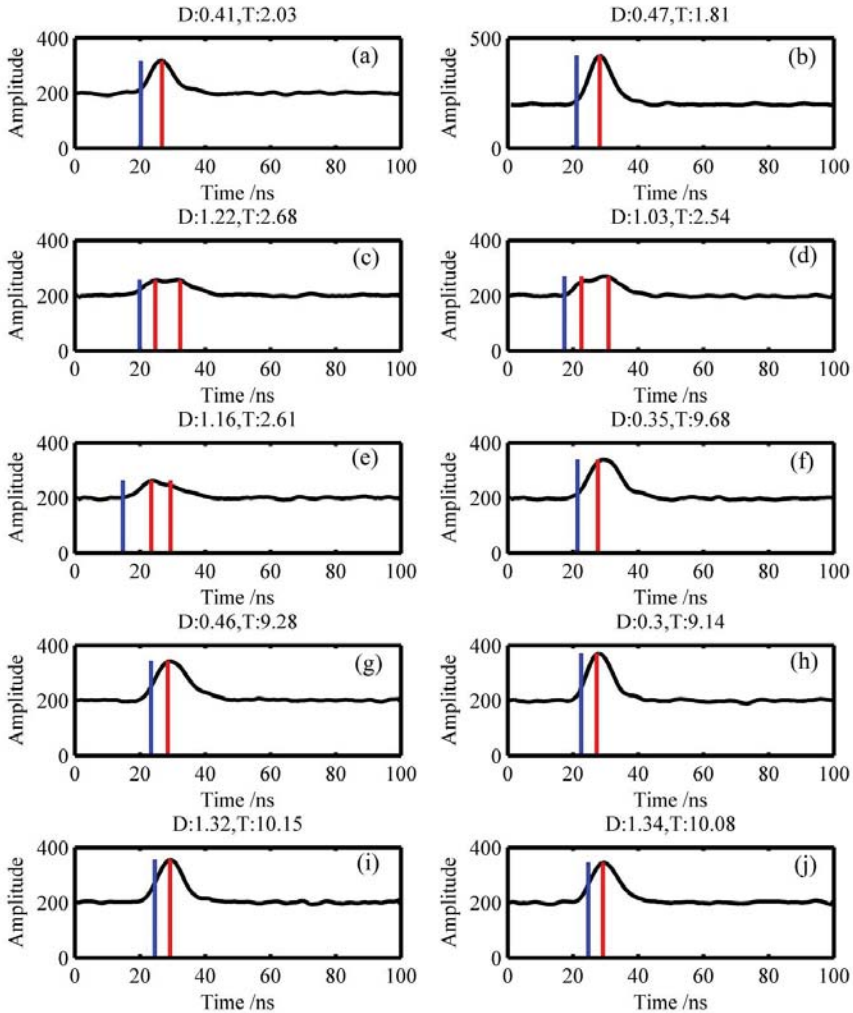 D:0.41,T:2.03
400
200
0
Amplitude
(a)
0 20 40 60 80 100
Time /ns
D:0.47,T:1.81
500
0
Amplitude
(b)
0 20 40 60 80 100
Time /ns
D:1.22,T:2.68
400
200
0
Amplitude
(c)
0 20 40 60 80 100
Time /ns
D:1.03,T:2.54
400
200
0
Amplitude
(d)
0 20 40 60 80 100
Time /ns
D:1.16,T:2.61
400
200
0
Amplitude
(e)
0 20 40 60 80 100
Time /ns
D:0.35,T:9.68
400
200
0
Amplitude
(f)
0 20 40 60 80 100
Time /ns
D:0.46,T:9.28
400
200
0
Amplitude
(g)
0 20 40 60 80 100
Time /ns
D:0.3,T:9.14
400
200
0
Amplitude
(h)
0 20 40 60 80 100
Time /ns
D:1.32,T:10.15
400
200
0
Amplitude
(i)
0 20 40 60 80 100
Time /ns
D:1.34,T:10.08
400
200
0
Amplitude
(j)
0 20 40 60 80 100
Time /ns